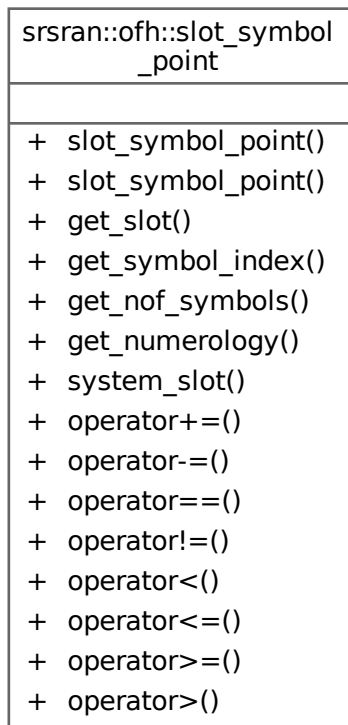 srsran::ofh::slot_symbol
_point
+ slot_symbol_point()
+ slot_symbol_point()
+ get_slot()
+ get_symbol_index()
+ get_nof_symbols()
+ get_numerology()
+ system_slot()
+ operator+=()
+ operator-=()
+ operator==()
+ operator!=()
+ operator<()
+ operator<=()
+ operator>=()
+ operator>()